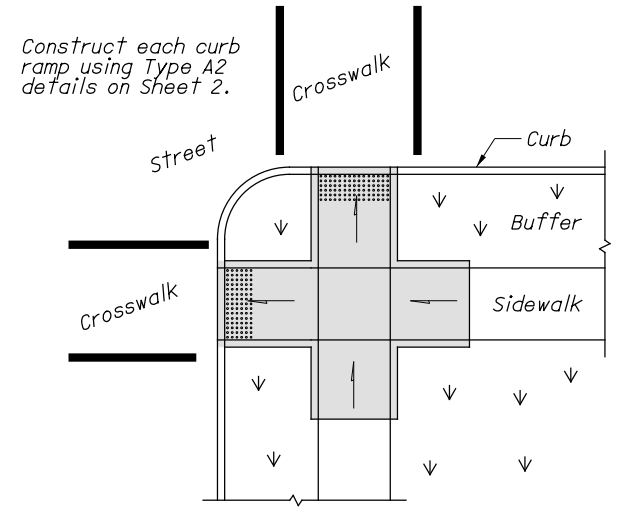 Construct each curb
ramp using Type A2
details on Sheet 2.
Crosswalk
Street
Curb
Buffer
Crosswalk
Sidewalk